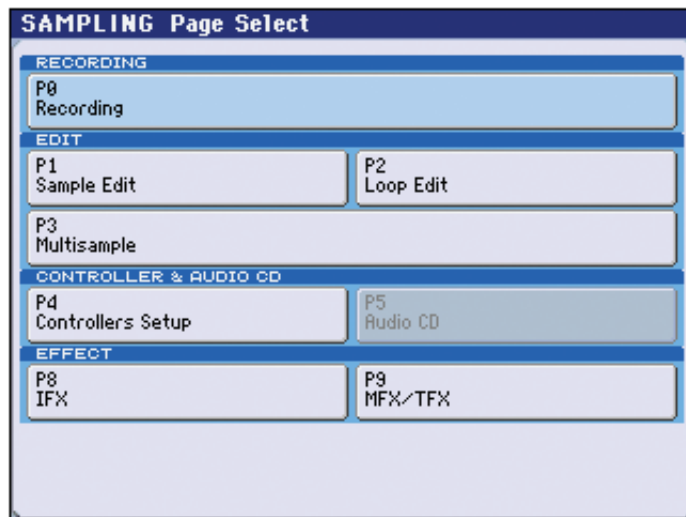 SAMPLING Page Select
RECORDING
P0
Recording
EDIT
P1
Sample Edit
P2
Loop Edit
P3
Multisample
CONTROLLER & AUDIO CD
P4
Controllers Setup
P5
Audio CD
EFFECT
P8
IFX
P9
MFX/TFX